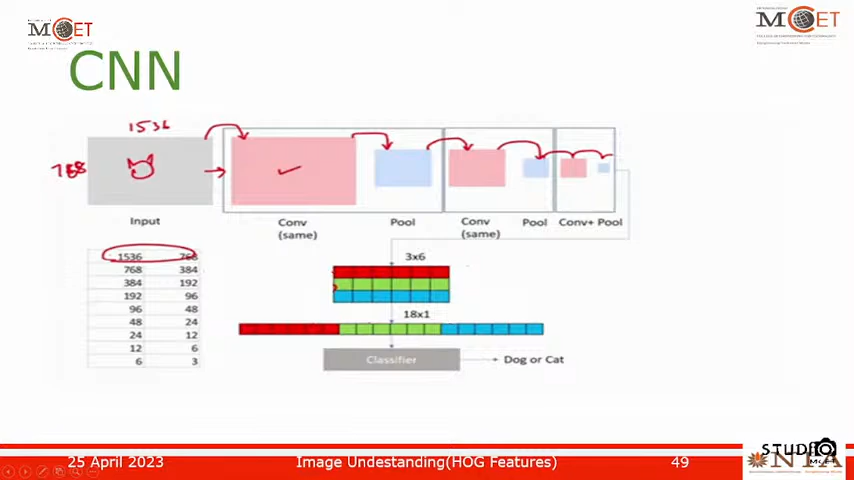 MCET
MCET
CNN
1536
768
Input
Conv
(same)
Pool
Conv
(same)
Pool
Conv+ Pool
1536 768
768 384
384 192
192 96
96 48
48 24
24 12
12 6
6 3
3x6
18x1
Classifier
Dog or Cat
25 April 2023
Image Undestanding(HOG Features)
49
STUDIO
MCET
NTA